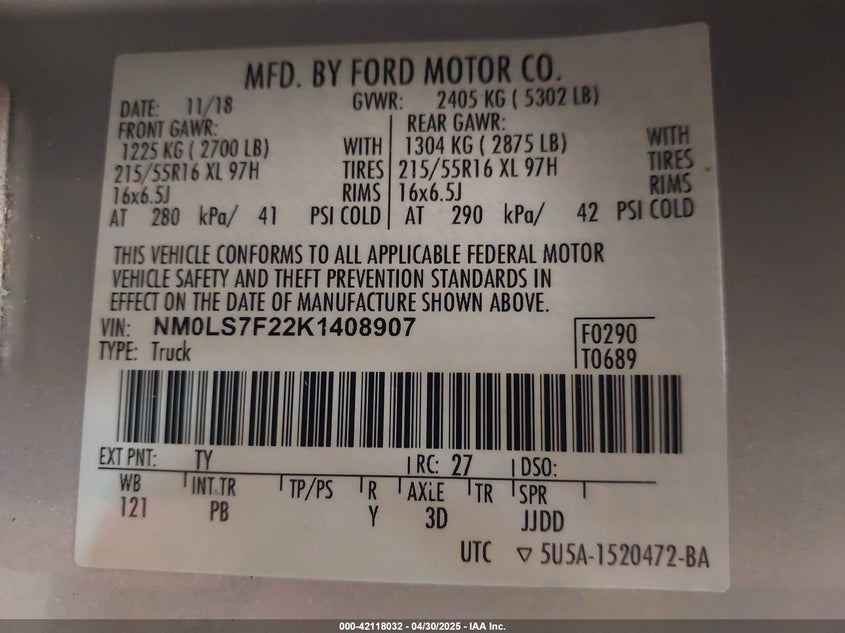 MFD. BY FORD MOTOR CO.
DATE: 11/18 GVWR: 2405 KG ( 5302 LB)
FRONT GAWR: REAR GAWR:
1225 KG ( 2700 LB) WITH 1304 KG ( 2875 LB) WITH
215/55R16 XL 97H TIRES 215/55R16 XL 97H TIRES
16x6.5J RIMS 16x6.5J RIMS
AT 280 kPa/ 41 PSI COLD AT 290 kPa/ 42 PSI COLD
THIS VEHICLE CONFORMS TO ALL APPLICABLE FEDERAL MOTOR
VEHICLE SAFETY AND THEFT PREVENTION STANDARDS IN
EFFECT ON THE DATE OF MANUFACTURE SHOWN ABOVE.
VIN: NM0LS7F22K1408907 F0290
TYPE: Truck T0689
EXT PNT: TY RC: 27 DSO:
WB INT.TR TP/PS R AXLE TR SPR
121 PB Y 3D JJDD
UTC ▽ 5U5A-1520472-BA
000-42118032 - 04/30/2025 - IAA Inc.